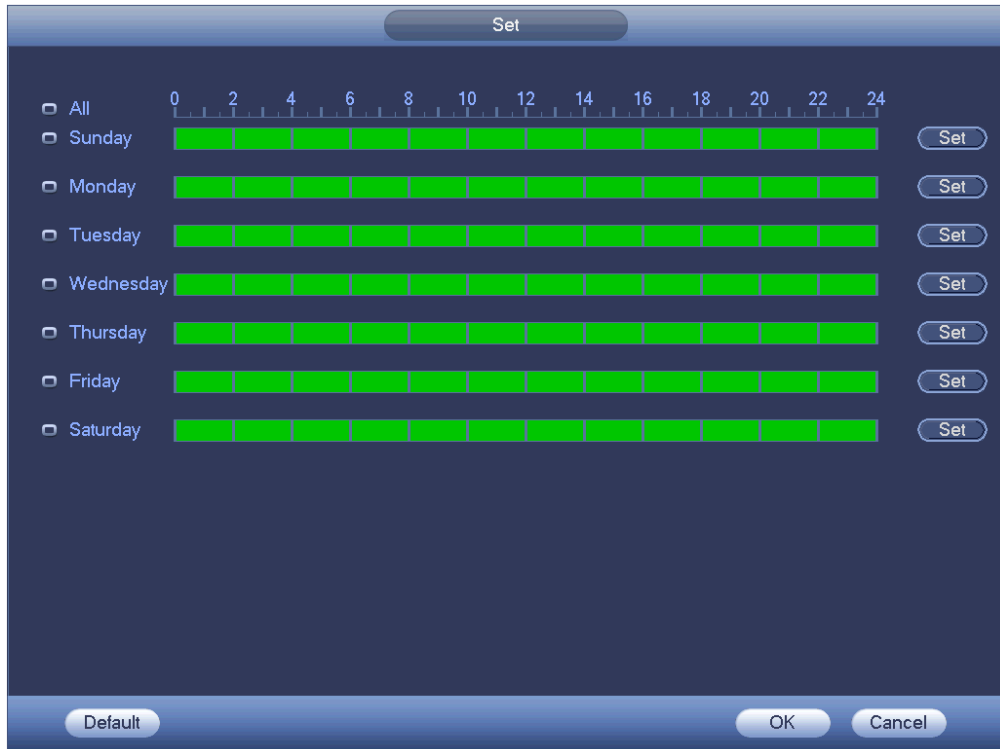 Set
All 0 2 4 6 8 10 12 14 16 18 20 22 24
Sunday Set
Monday Set
Tuesday Set
Wednesday Set
Thursday Set
Friday Set
Saturday Set
Default OK Cancel